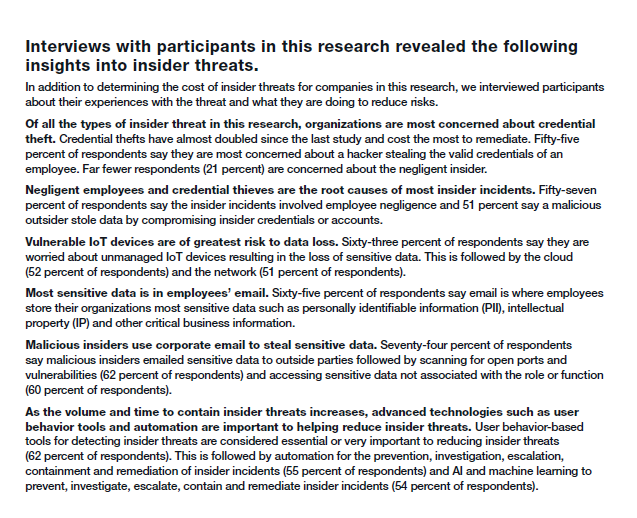 Interviews with participants in this research revealed the following
insights into insider threats.
In addition to determining the cost of insider threats for companies in this research, we interviewed participants
about their experiences with the threat and what they are doing to reduce risks.
Of all the types of insider threat in this research, organizations are most concerned about credential
theft. Credential thefts have almost doubled since the last study and cost the most to remediate. Fifty-five
percent of respondents say they are most concerned about a hacker stealing the valid credentials of an
employee. Far fewer respondents (21 percent) are concerned about the negligent insider.
Negligent employees and credential thieves are the root causes of most insider incidents. Fifty-seven
percent of respondents say the insider incidents involved employee negligence and 51 percent say a malicious
outsider stole data by compromising insider credentials or accounts.
Vulnerable IoT devices are of greatest risk to data loss. Sixty-three percent of respondents say they are
worried about unmanaged IoT devices resulting in the loss of sensitive data. This is followed by the cloud
(52 percent of respondents) and the network (51 percent of respondents).
Most sensitive data is in employees’ email. Sixty-five percent of respondents say email is where employees
store their organizations most sensitive data such as personally identifiable information (PII), intellectual
property (IP) and other critical business information.
Malicious insiders use corporate email to steal sensitive data. Seventy-four percent of respondents
say malicious insiders emailed sensitive data to outside parties followed by scanning for open ports and
vulnerabilities (62 percent of respondents) and accessing sensitive data not associated with the role or function
(60 percent of respondents).
As the volume and time to contain insider threats increases, advanced technologies such as user
behavior tools and automation are important to helping reduce insider threats. User behavior-based
tools for detecting insider threats are considered essential or very important to reducing insider threats
(62 percent of respondents). This is followed by automation for the prevention, investigation, escalation,
containment and remediation of insider incidents (55 percent of respondents) and AI and machine learning to
prevent, investigate, escalate, contain and remediate insider incidents (54 percent of respondents).